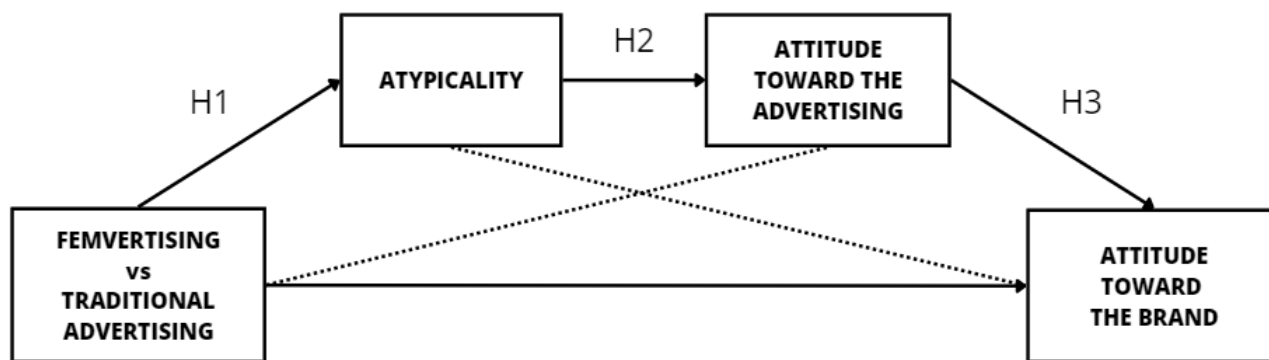 H1
ATYPICALITY
H2
ATTITUDE
TOWARD THE
ADVERTISING
H3
FEMVERTISING
vs
TRADITIONAL
ADVERTISING
ATTITUDE
TOWARD
THE BRAND